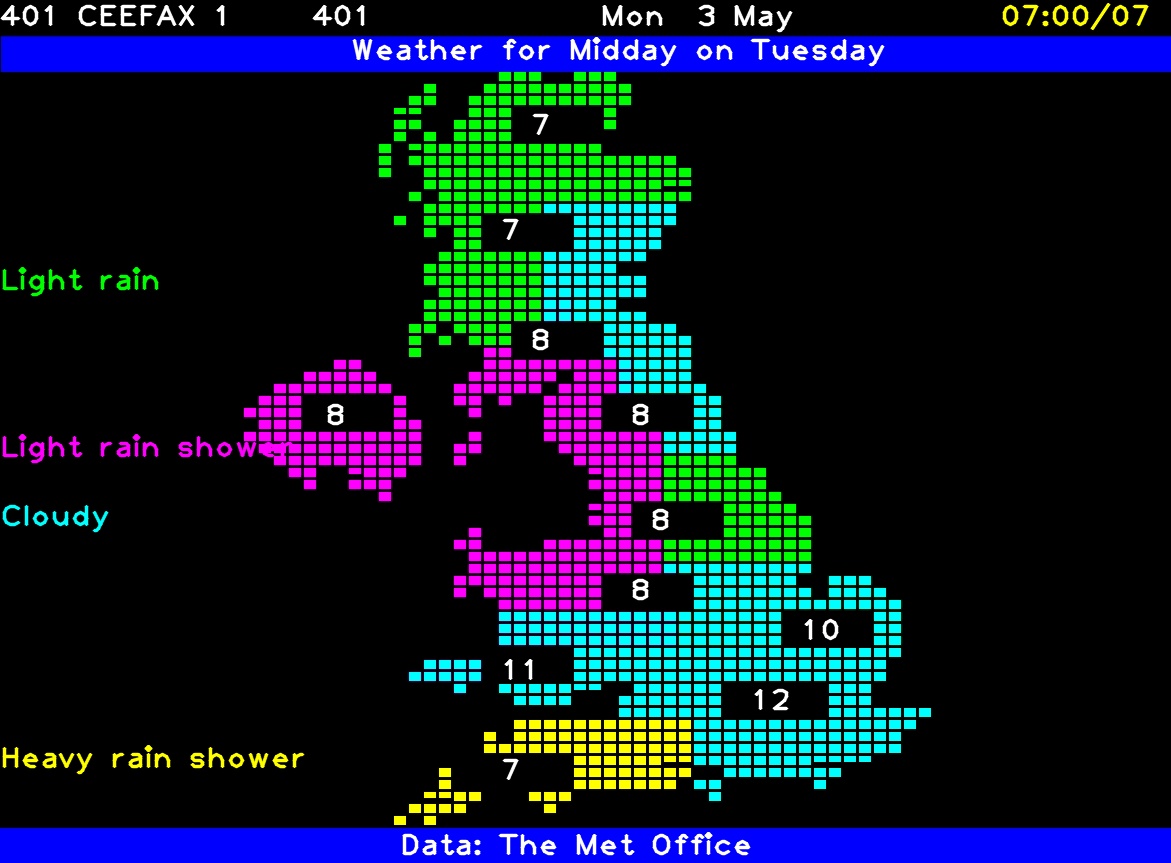 401 CEEFAX 1 401 Mon 3 May 07:00/07
Weather for Midday on Tuesday
7
7
Light rain
8
8 8
Light rain shower
Cloudy 8
8
10
11
12
Heavy rain shower
7
Data: The Met Office